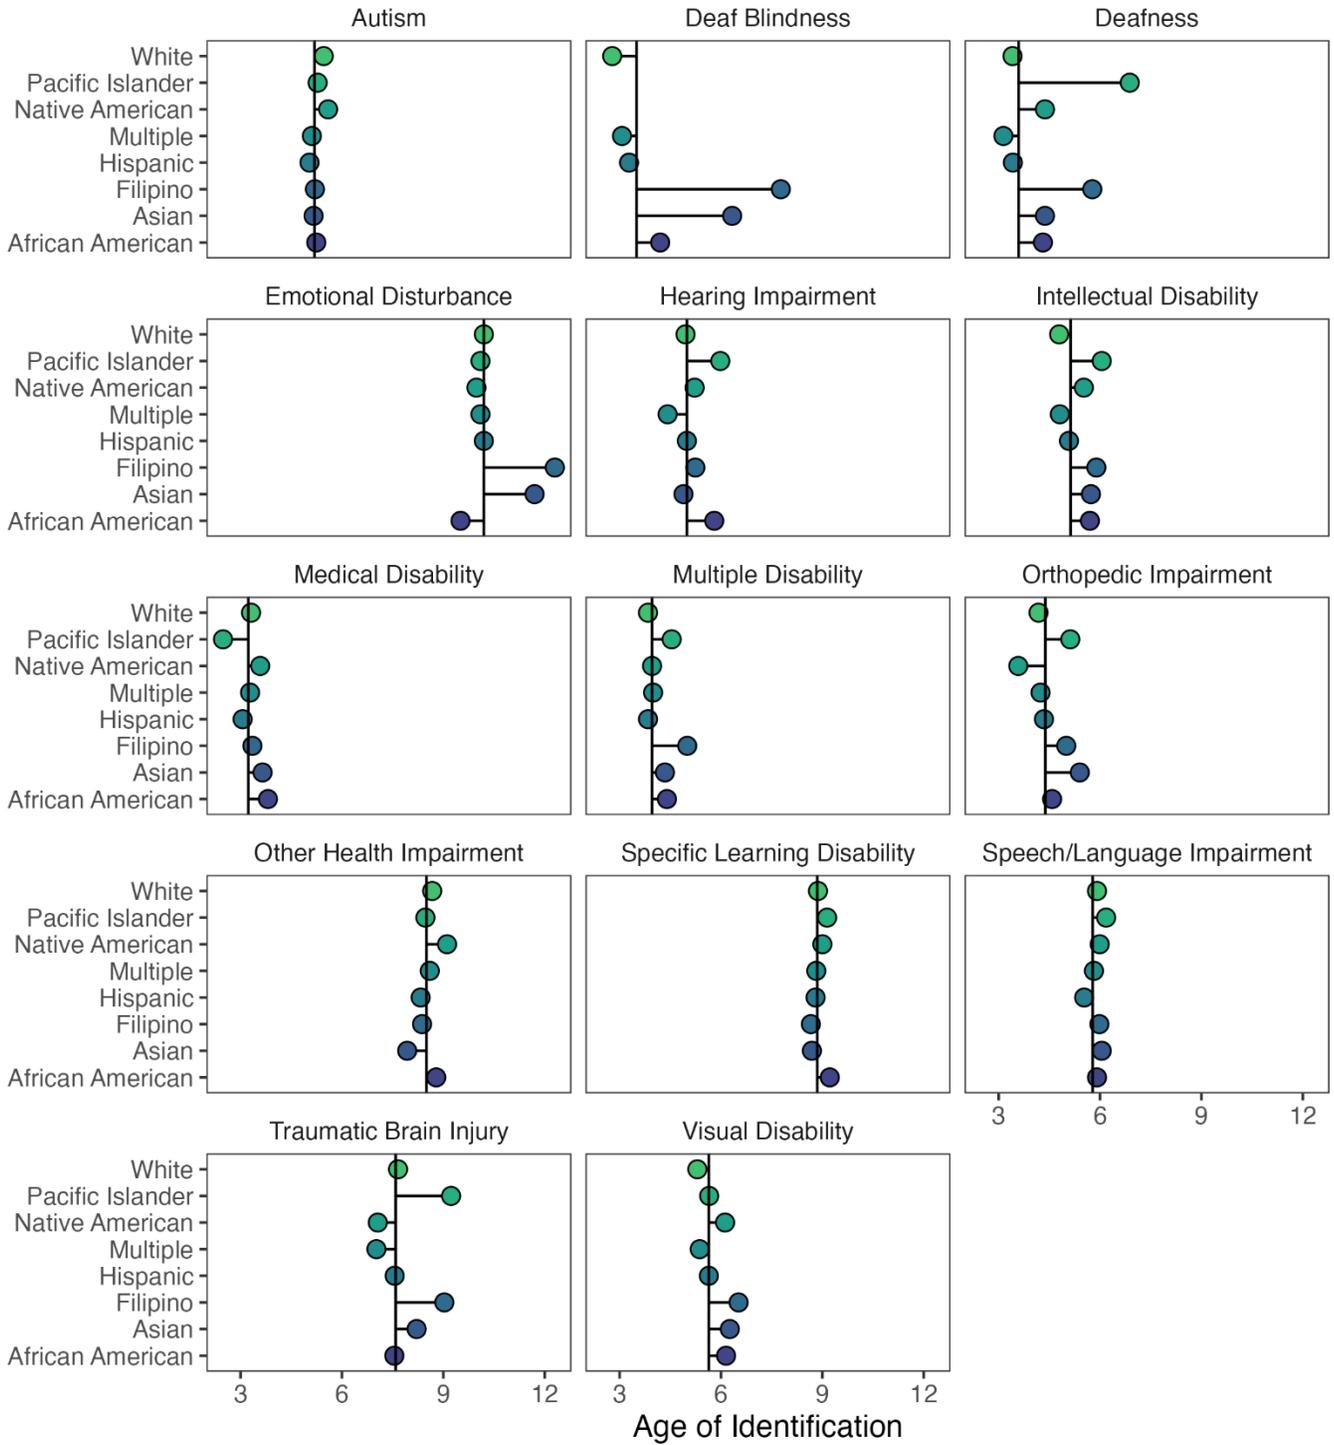 Autism Deaf Blindness Deafness
White
Pacific Islander
Native American
Multiple
Hispanic
Filipino
Asian
African American
Emotional Disturbance Hearing Impairment Intellectual Disability
White
Pacific Islander
Native American
Multiple
Hispanic
Filipino
Asian
African American
Medical Disability Multiple Disability Orthopedic Impairment
White
Pacific Islander
Native American
Multiple
Hispanic
Filipino
Asian
African American
Other Health Impairment Specific Learning Disability Speech/Language Impairment
White
Pacific Islander
Native American
Multiple
Hispanic
Filipino
Asian
African American
3 6 9 12
Traumatic Brain Injury Visual Disability
White
Pacific Islander
Native American
Multiple
Hispanic
Filipino
Asian
African American
3 6 9 12 3 6 9 12
Age of Identification